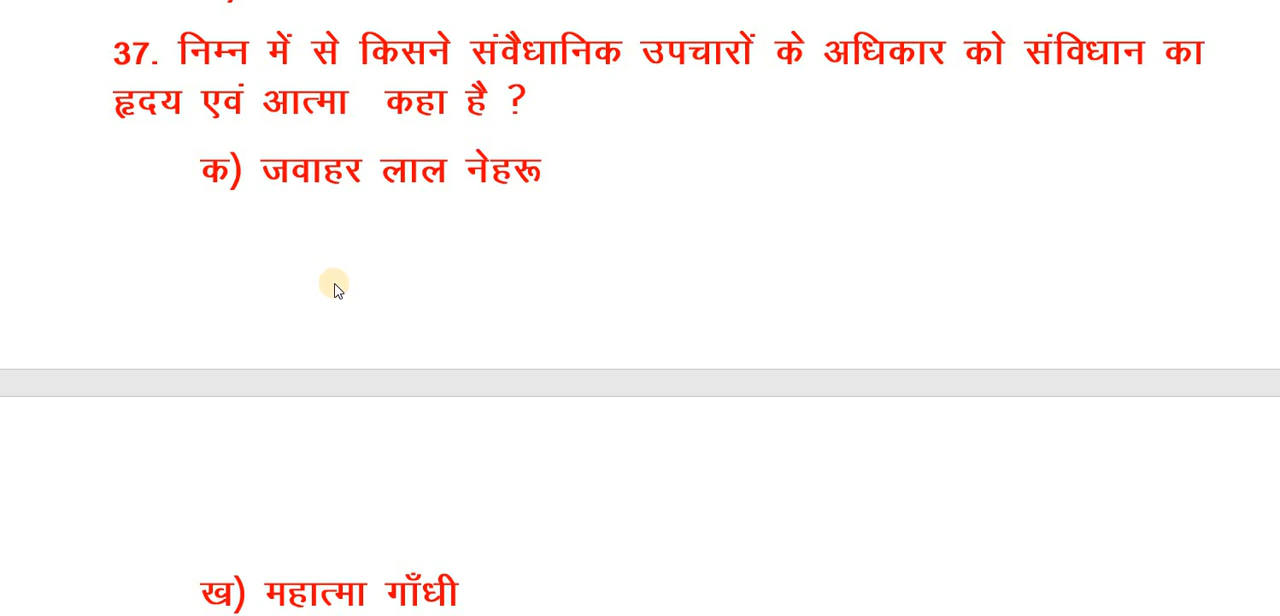 37. निम्न में से किसने संवैधानिक उपचारों के अधिकार को संविधान का
हृदय एवं आत्मा कहा है ?
क) जवाहर लाल नेहरू
ख) महात्मा गाँधी